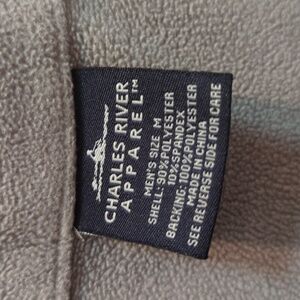 CHARLES RIVER
APPAREL™
MEN'S SIZE M
SHELL: 90% POLYESTER
10% SPANDEX
BACKING: 100% POLYESTER
MADE IN CHINA
SEE REVERSE SIDE FOR CARE